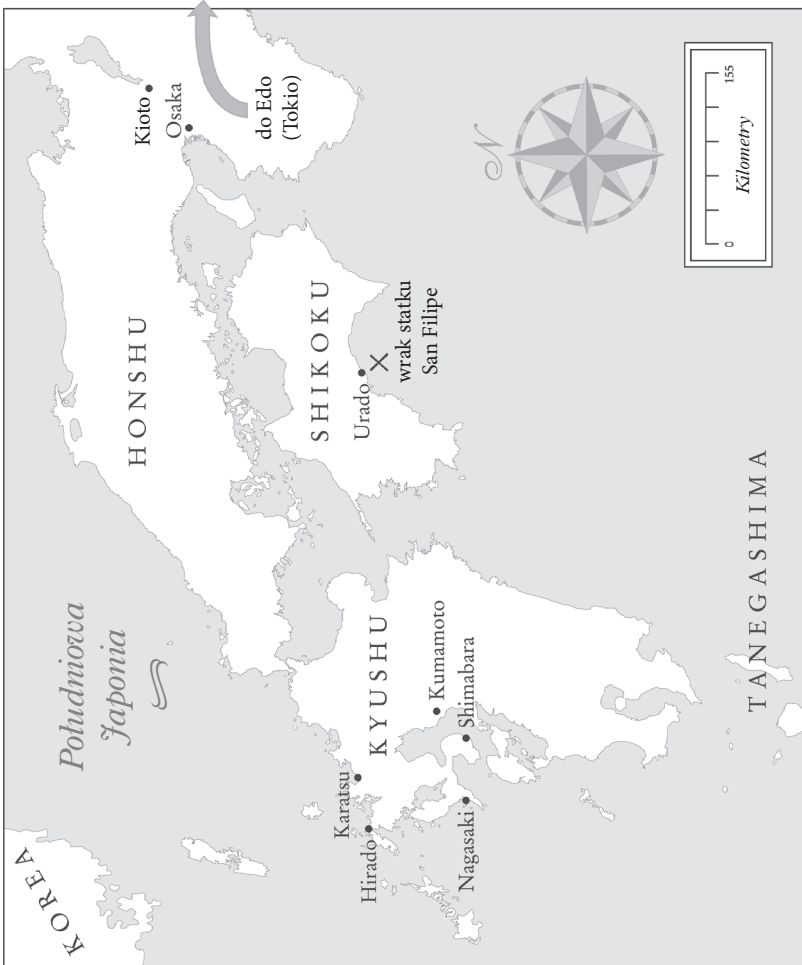 Południowa
Japonia
KOREA
HONSHU
Kioto
Osaka
do Edo
(Tokio)
SHIKOKU
Urado
wrak statku
San Filipe
KYUSHU
Karatsu
Hirado
Nagasaki
Kumamoto
Shimabara
TANEGASHIMA
N
0
155
Kilometry